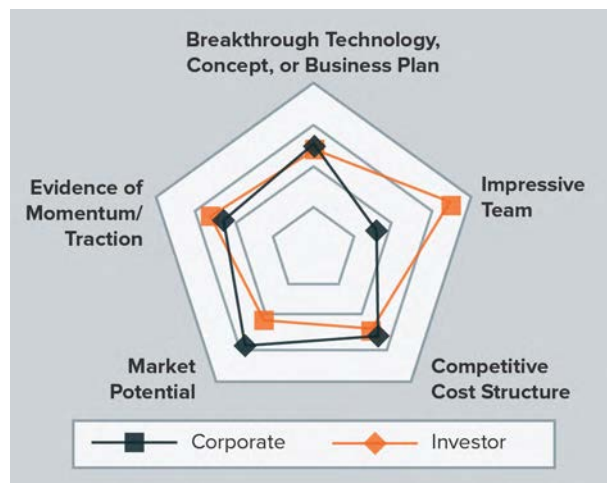 Breakthrough Technology,
Concept, or Business Plan
Evidence of
Momentum/
Traction
Impressive
Team
Market
Potential
Competitive
Cost Structure
Corporate
Investor